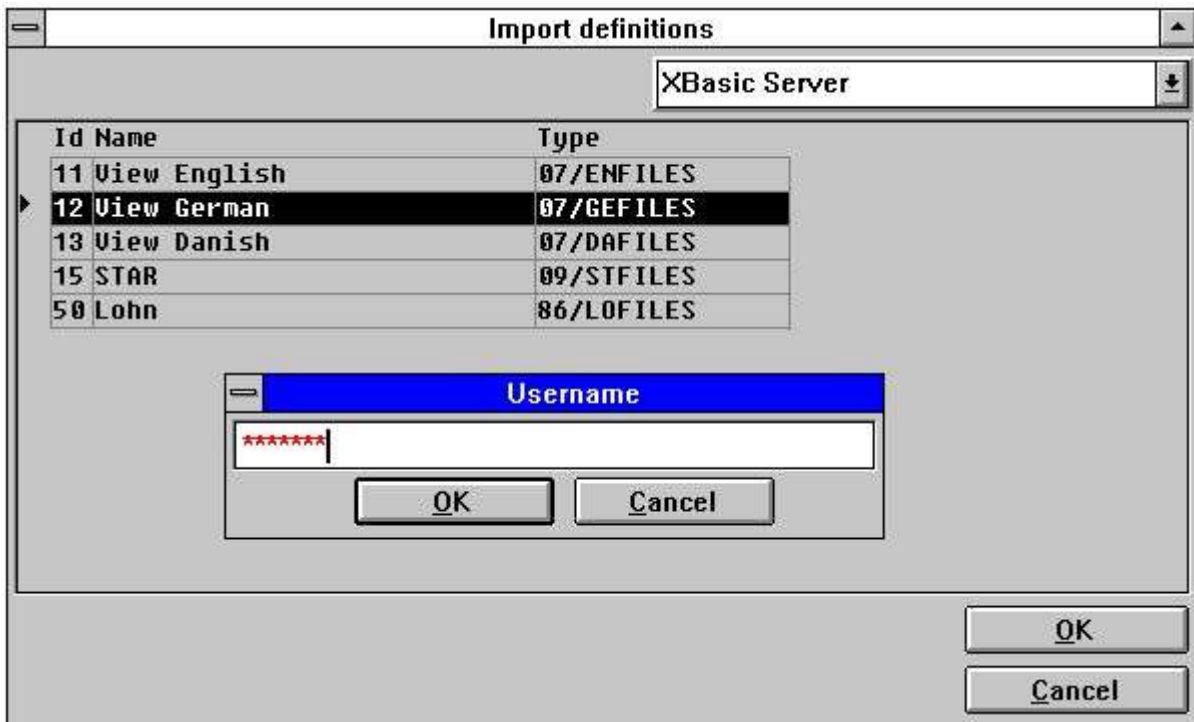 Import definitions
XBasic Server
Id Name Type
11 View English 07/ENFILES
12 View German 07/GEFILES
13 View Danish 07/DAFILES
15 STAR 09/STFILES
50 Lohn 86/LOFILES
Username
*******
OK Cancel
OK
Cancel